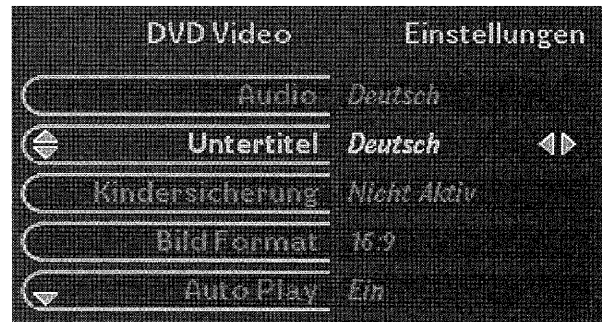 DVD Video Einstellungen
Audio Deutsch
Untertitel Deutsch
Kindersicherung Nicht Aktiv
Bild Format 16:9
Auto Play Ein